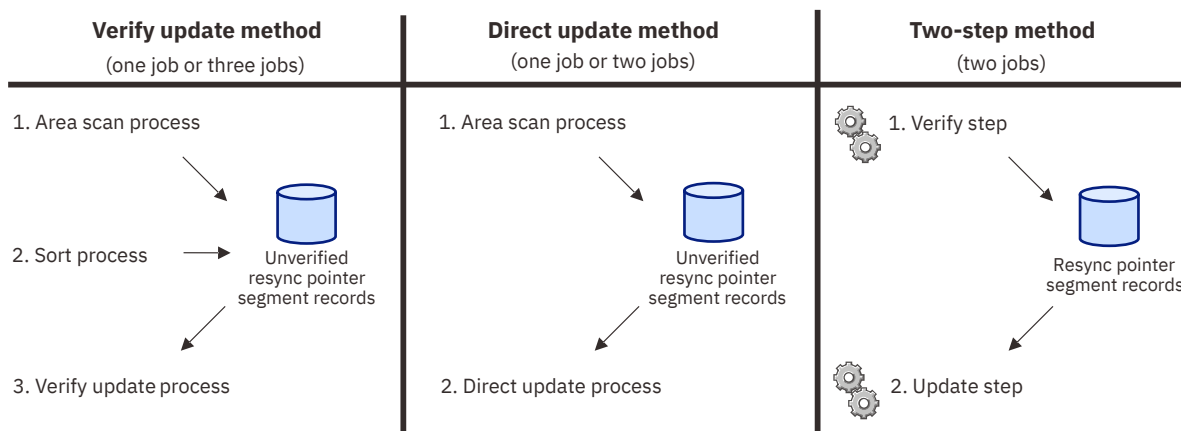 Verify update method
(one job or three jobs)
1. Area scan process
2. Sort process
Unverified
resync pointer
segment records
3. Verify update process
Direct update method
(one job or two jobs)
1. Area scan process
Unverified
resync pointer
segment records
2. Direct update process
Two-step method
(two jobs)
1. Verify step
Resync pointer
segment records
2. Update step